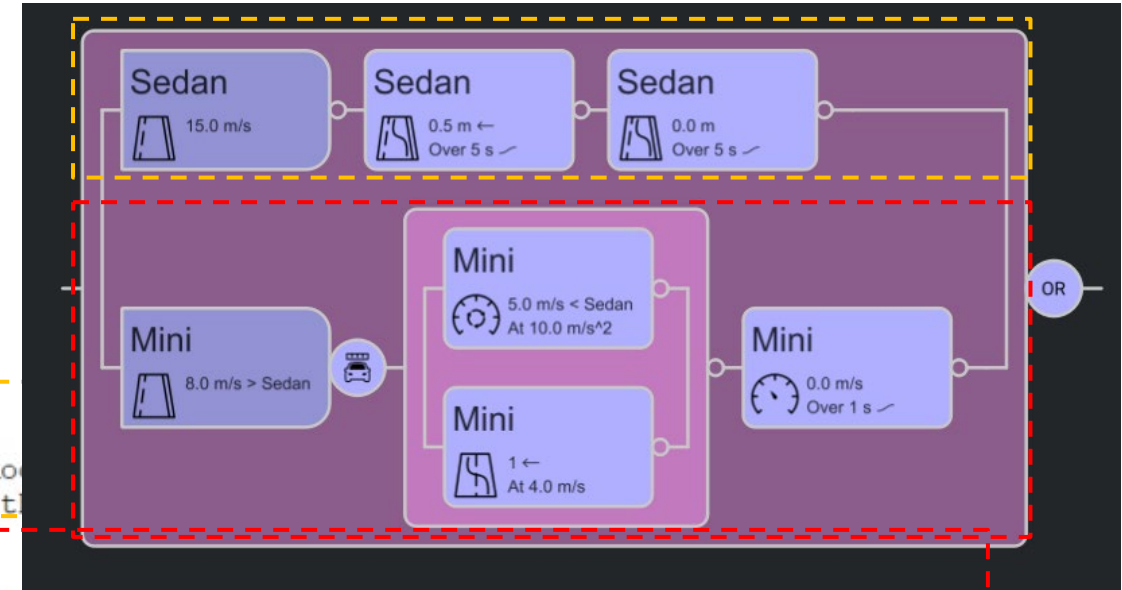 Sedan
15.0 m/s
Sedan
0.5 m ←
Over 5 s
Sedan
0.0 m
Over 5 s
Mini
8.0 m/s > Sedan
Mini
5.0 m/s < Sedan
At 10.0 m/s^2
Mini
1 ←
At 4.0 m/s
Mini
0.0 m/s
Over 1 s
OR